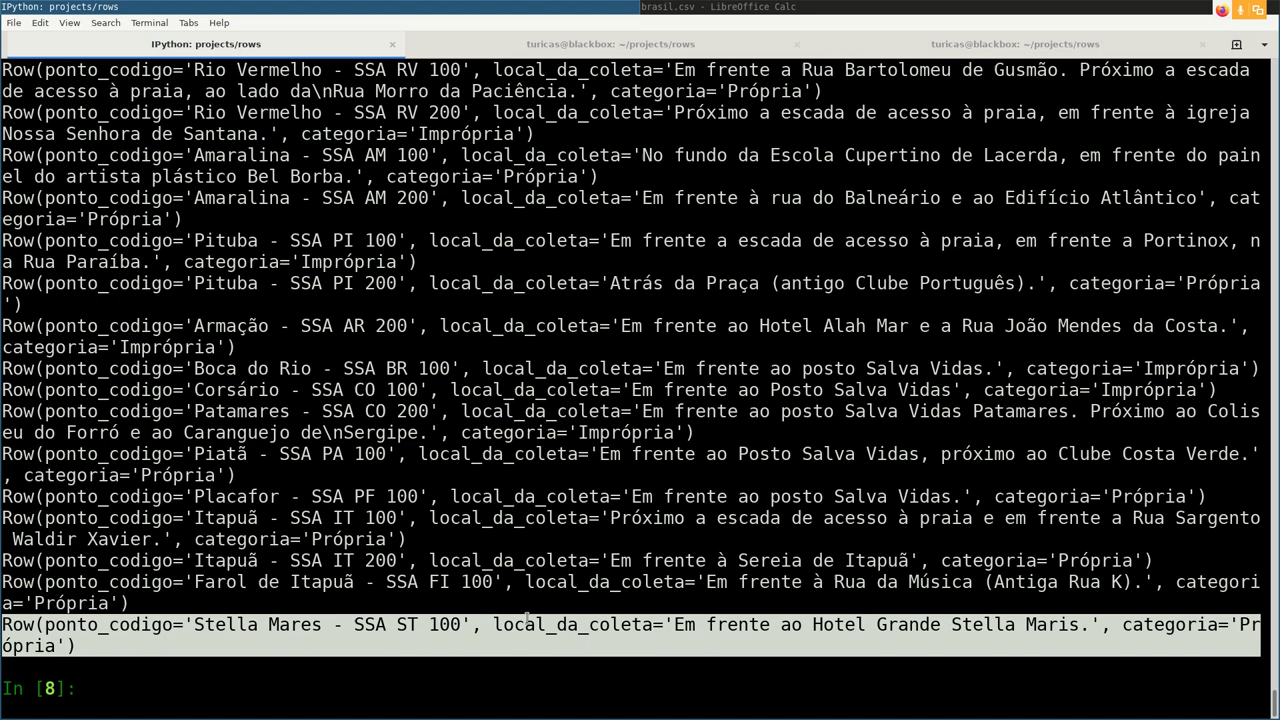 IPython: projects/rows
brasil.csv - LibreOffice Calc
File Edit View Search Terminal Tabs Help
IPython: projects/rows × turicas@blackbox: ~/projects/rows × turicas@blackbox: ~/projects/rows ×
Row(ponto_codigo='Rio Vermelho - SSA RV 100', local_da_coleta='Em frente a Rua Bartolomeu de Gusmão. Próximo a escada
de acesso à praia, ao lado da\nRua Morro da Paciência.', categoria='Própria')
Row(ponto_codigo='Rio Vermelho - SSA RV 200', local_da_coleta='Próximo a escada de acesso à praia, em frente à igreja
Nossa Senhora de Santana.', categoria='Imprópria')
Row(ponto_codigo='Amaralina - SSA AM 100', local_da_coleta='No fundo da Escola Cupertino de Lacerda, em frente do pain
el do artista plástico Bel Borba.', categoria='Própria')
Row(ponto_codigo='Amaralina - SSA AM 200', local_da_coleta='Em frente à rua do Balneário e ao Edifício Atlântico', cat
egoria='Própria')
Row(ponto_codigo='Pituba - SSA PI 100', local_da_coleta='Em frente a escada de acesso à praia, em frente a Portinox, n
a Rua Paraíba.', categoria='Imprópria')
Row(ponto_codigo='Pituba - SSA PI 200', local_da_coleta='Atrás da Praça (antigo Clube Português).', categoria='Própria
')
Row(ponto_codigo='Armação - SSA AR 200', local_da_coleta='Em frente ao Hotel Alah Mar e a Rua João Mendes da Costa.',
categoria='Imprópria')
Row(ponto_codigo='Boca do Rio - SSA BR 100', local_da_coleta='Em frente ao posto Salva Vidas.', categoria='Imprópria')
Row(ponto_codigo='Corsário - SSA CO 100', local_da_coleta='Em frente ao Posto Salva Vidas', categoria='Imprópria')
Row(ponto_codigo='Patamares - SSA CO 200', local_da_coleta='Em frente ao posto Salva Vidas Patamares. Próximo ao Colis
eu do Forró e ao Caranguejo de\nSergipe.', categoria='Imprópria')
Row(ponto_codigo='Piatã - SSA PA 100', local_da_coleta='Em frente ao Posto Salva Vidas, próximo ao Clube Costa Verde.'
, categoria='Própria')
Row(ponto_codigo='Placafor - SSA PF 100', local_da_coleta='Em frente ao posto Salva Vidas.', categoria='Própria')
Row(ponto_codigo='Itapuã - SSA IT 100', local_da_coleta='Próximo a escada de acesso à praia e em frente a Rua Sargento
Waldir Xavier.', categoria='Própria')
Row(ponto_codigo='Itapuã - SSA IT 200', local_da_coleta='Em frente à Sereia de Itapuã', categoria='Própria')
Row(ponto_codigo='Farol de Itapuã - SSA FI 100', local_da_coleta='Em frente à Rua da Música (Antiga Rua K).', categori
a='Própria')
Row(ponto_codigo='Stella Mares - SSA ST 100', local_da_coleta='Em frente ao Hotel Grande Stella Maris.', categoria='Pr
ópria')
In [8]: